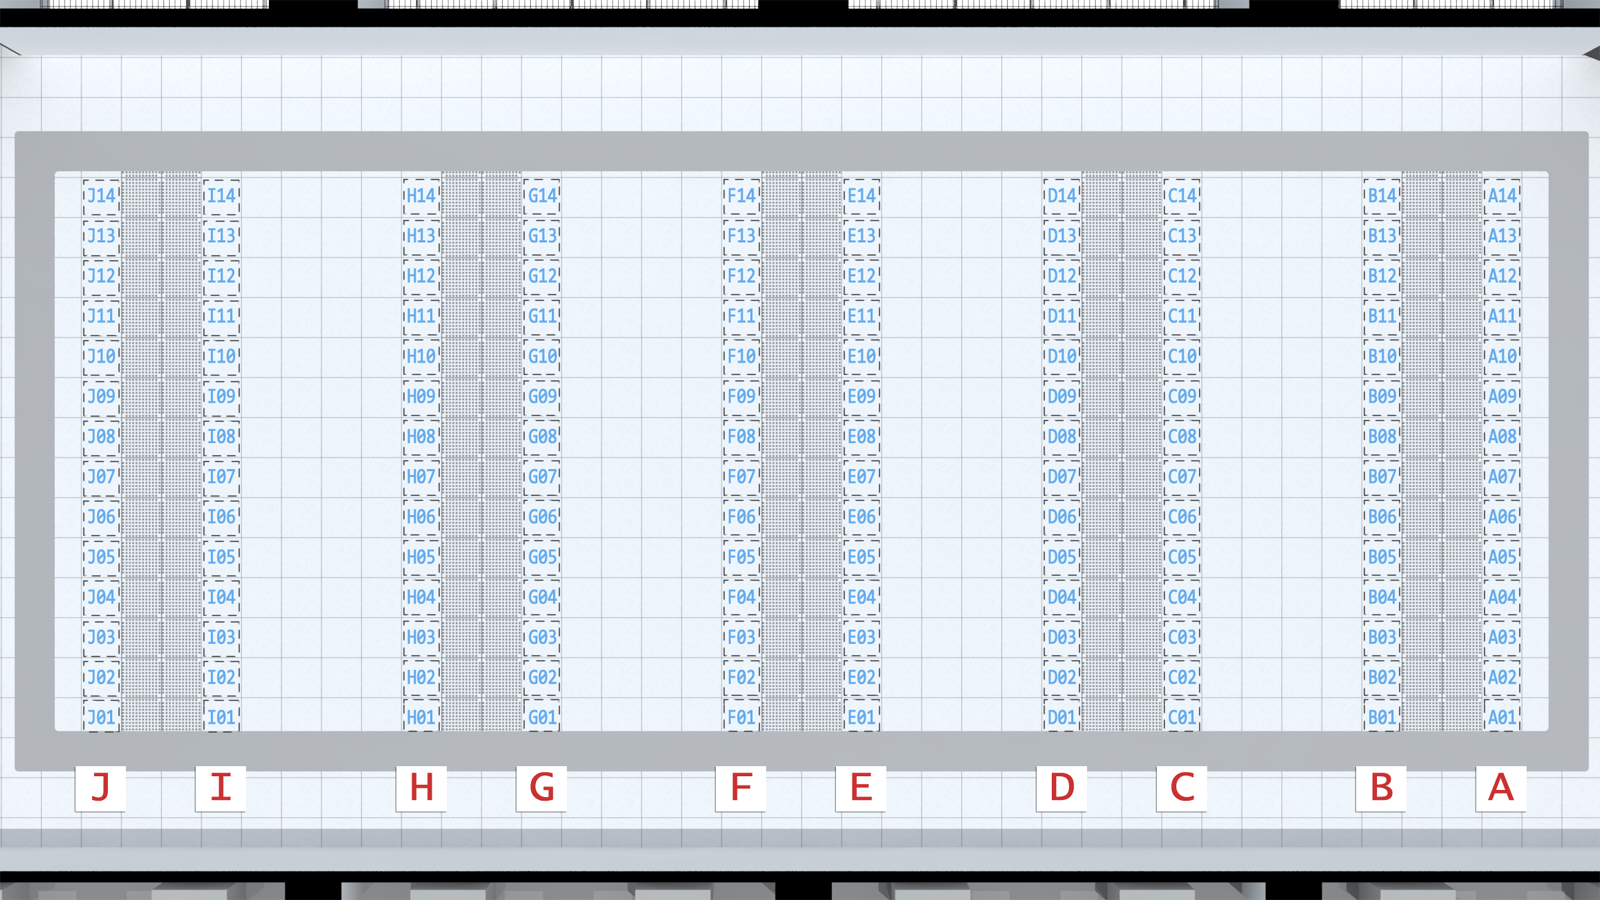 J14 I14 H14 G14 F14 E14 D14 C14 B14 A14
J13 I13 H13 G13 F13 E13 D13 C13 B13 A13
J12 I12 H12 G12 F12 E12 D12 C12 B12 A12
J11 I11 H11 G11 F11 E11 D11 C11 B11 A11
J10 I10 H10 G10 F10 E10 D10 C10 B10 A10
J09 I09 H09 G09 F09 E09 D09 C09 B09 A09
J08 I08 H08 G08 F08 E08 D08 C08 B08 A08
J07 I07 H07 G07 F07 E07 D07 C07 B07 A07
J06 I06 H06 G06 F06 E06 D06 C06 B06 A06
J05 I05 H05 G05 F05 E05 D05 C05 B05 A05
J04 I04 H04 G04 F04 E04 D04 C04 B04 A04
J03 I03 H03 G03 F03 E03 D03 C03 B03 A03
J02 I02 H02 G02 F02 E02 D02 C02 B02 A02
J01 I01 H01 G01 F01 E01 D01 C01 B01 A01
J I H G F E D C B A